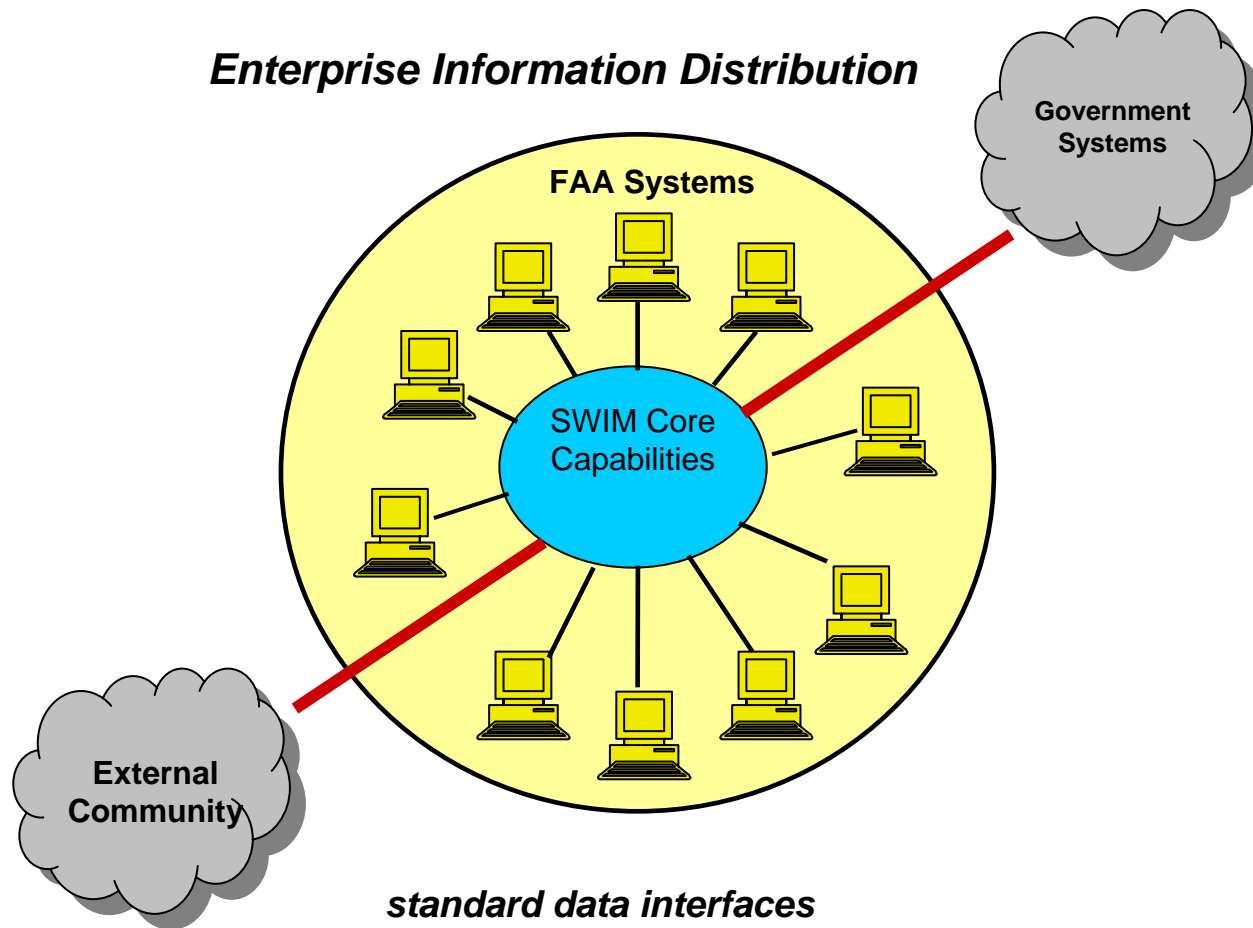 Enterprise Information Distribution
Government
Systems
FAA Systems
SWIM Core
Capabilities
External
Community
standard data interfaces